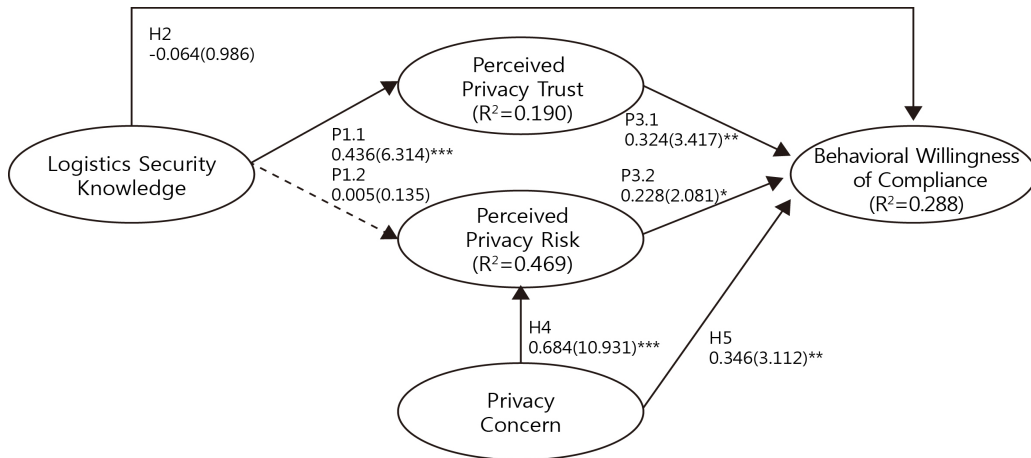 H2
-0.064(0.986)
Perceived
Privacy Trust
(R²=0.190)
P1.1
0.436(6.314)***
P1.2
0.005(0.135)
P3.1
0.324(3.417)**
Logistics Security
Knowledge
Behavioral Willingness
of Compliance
(R²=0.288)
P3.2
0.228(2.081)*
Perceived
Privacy Risk
(R²=0.469)
H4
0.684(10.931)***
H5
0.346(3.112)**
Privacy
Concern